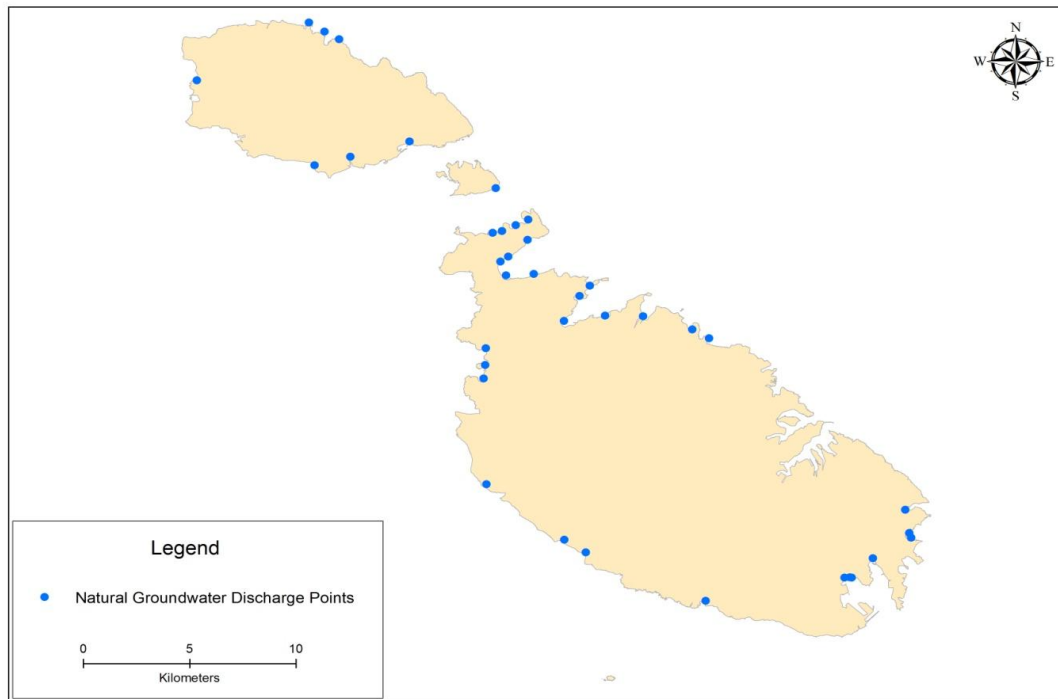 N
W E
S
Legend
Natural Groundwater Discharge Points
0 5 10
Kilometers